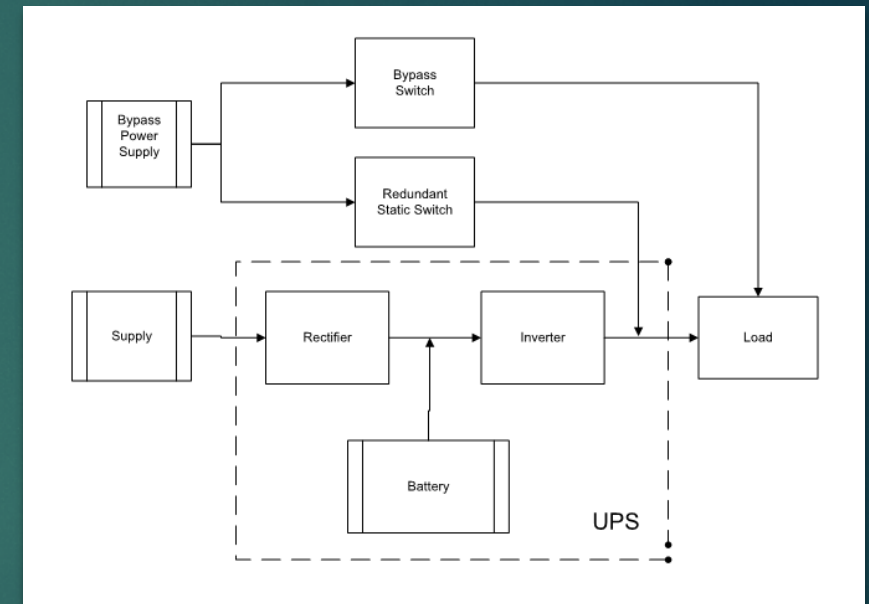 Bypass
Switch
Bypass
Power
Supply
Redundant
Static Switch
Supply
Rectifier
Inverter
Load
Battery
UPS